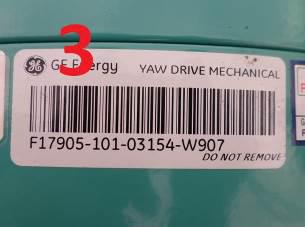 3
GE Energy YAW DRIVE MECHANICAL
F17905-101-03154-W907
DO NOT REMOVE